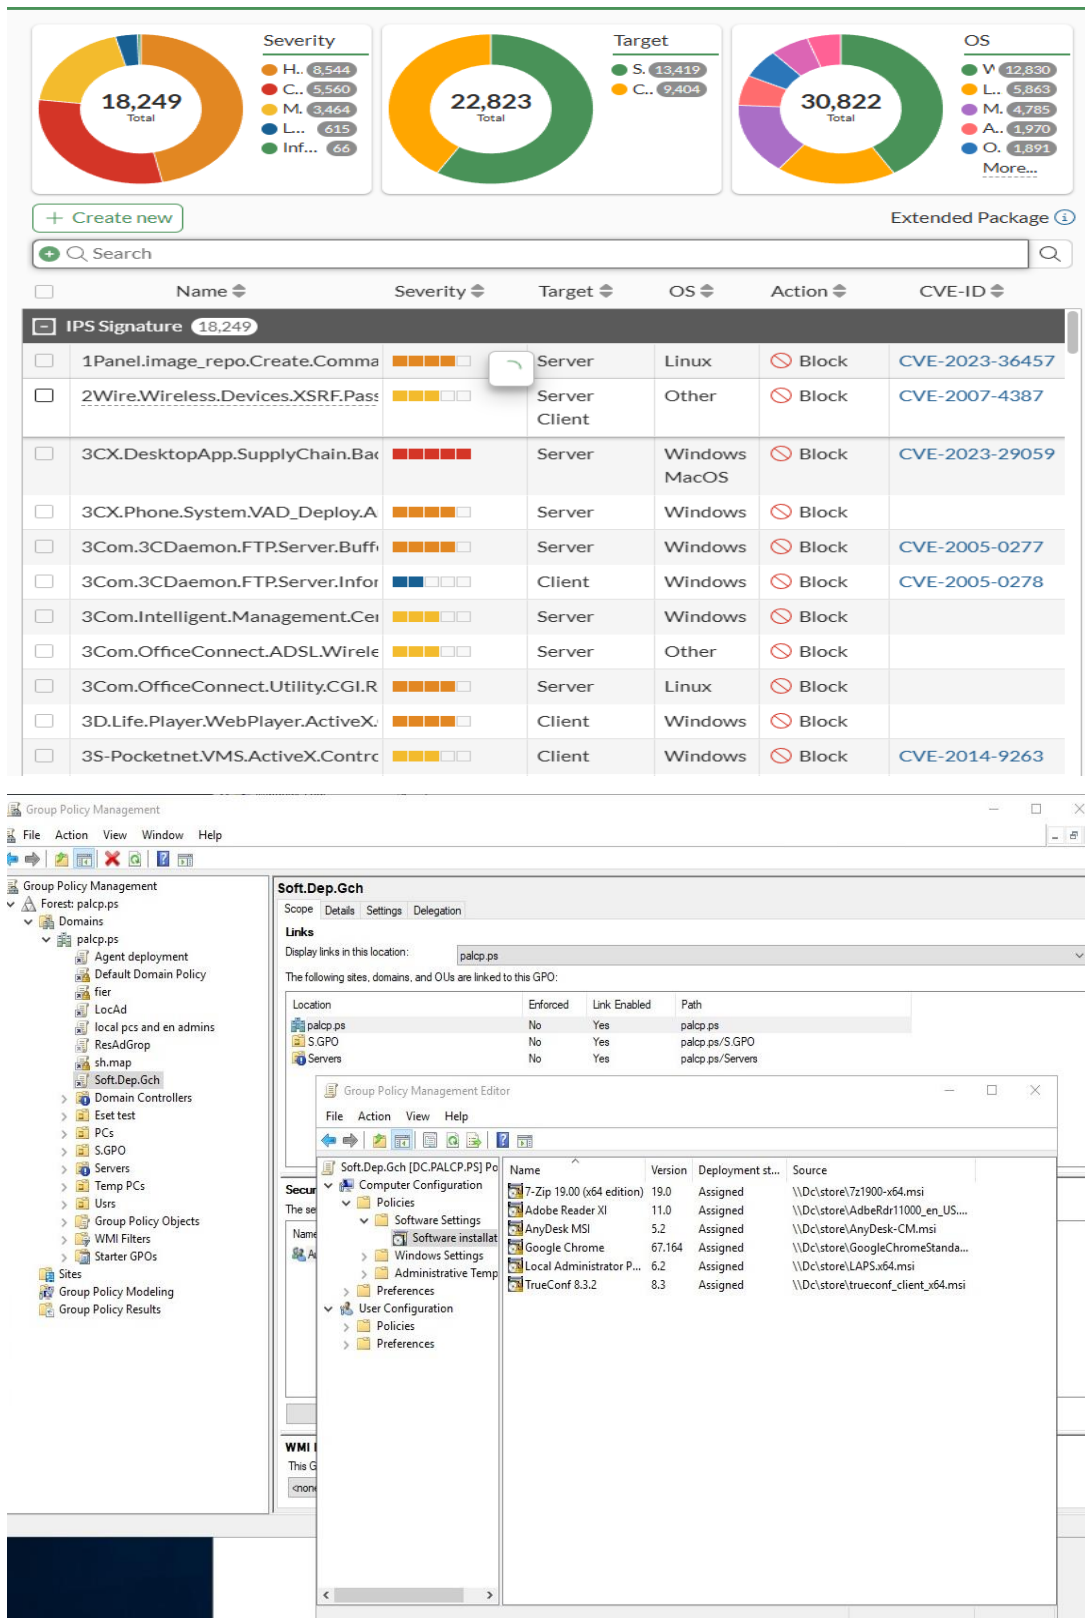 Severity
H.. 8,544
C... 5,560
M. 3,464
L... 615
Inf... 66
18,249
Total
Target
S. 13,419
C.. 9,404
22,823
Total
OS
12,830
L.. 5,863
M. 4,785
A.. 1,970
O. 1,891
More...
30,822
Total
+ Create new
Extended Package
Search
Name Severity Target OS Action CVE-ID
IPS Signature 18,249
1Panel.image_repo.Create.Comma Server Linux Block CVE-2023-36457
2Wire.Wireless.Devices.XSRF.Pass Server Other Block CVE-2007-4387
Client
3CX.DesktopApp.SupplyChain.Bac Server Windows Block CVE-2023-29059
MacOS
3CX.Phone.System.VAD_Deploy.A Server Windows Block
3Com.3CDaemon.FTP.Server.Buff Server Windows Block CVE-2005-0277
3Com.3CDaemon.FTP.Server.Infor Client Windows Block CVE-2005-0278
3Com.Intelligent.Management.Cer Server Windows Block
3Com.OfficeConnect.ADSL.Wirele Server Other Block
3Com.OfficeConnect.Utility.CGI.R Server Linux Block
3D.Life.Player.WebPlayer.ActiveX. Client Windows Block
3S-Pocketnet.VMS.ActiveX.Contro Client Windows Block CVE-2014-9263
Group Policy Management
File Action View Window Help
Group Policy Management
Forest: palcp.ps
Domains
palcp.ps
Agent deployment
Default Domain Policy
fier
LocAd
local pcs and en admins
ResAdGrop
sh.map
Soft.Dep.Gch
Domain Controllers
Eset test
PCs
S.GPO
Servers
Temp PCs
Usrs
Group Policy Objects
WMI Filters
Starter GPOs
Sites
Group Policy Modeling
Group Policy Results
Soft.Dep.Gch
Scope Details Settings Delegation
Links
Display links in this location: palcp.ps
The following sites, domains, and OUs are linked to this GPO:
Location Enforced Link Enabled Path
palcp.ps No Yes palcp.ps
S.GPO No Yes palcp.ps/S.GPO
Servers No Yes palcp.ps/Servers
Secur
The se
Name
WMI
This G
<none
Group Policy Management Editor
File Action View Help
Soft.Dep.Gch [DC.PALCP.PS] Po
Computer Configuration
Policies
Software Settings
Software installat
Windows Settings
Administrative Temp
Preferences
User Configuration
Policies
Preferences
Name Version Deployment st... Source
7-Zip 19.00 (x64 edition) 19.0 Assigned \\Dc\store\7z1900-x64.msi
Adobe Reader XI 11.0 Assigned \\Dc\store\AdbeRdr11000_en_US....
AnyDesk MSI 5.2 Assigned \\Dc\store\AnyDesk-CM.msi
Google Chrome 67.164 Assigned \\Dc\store\GoogleChromeStanda...
Local Administrator P... 6.2 Assigned \\Dc\store\LAPS.x64.msi
TrueConf 8.3.2 8.3 Assigned \\Dc\store\trueconf_client_x64.msi